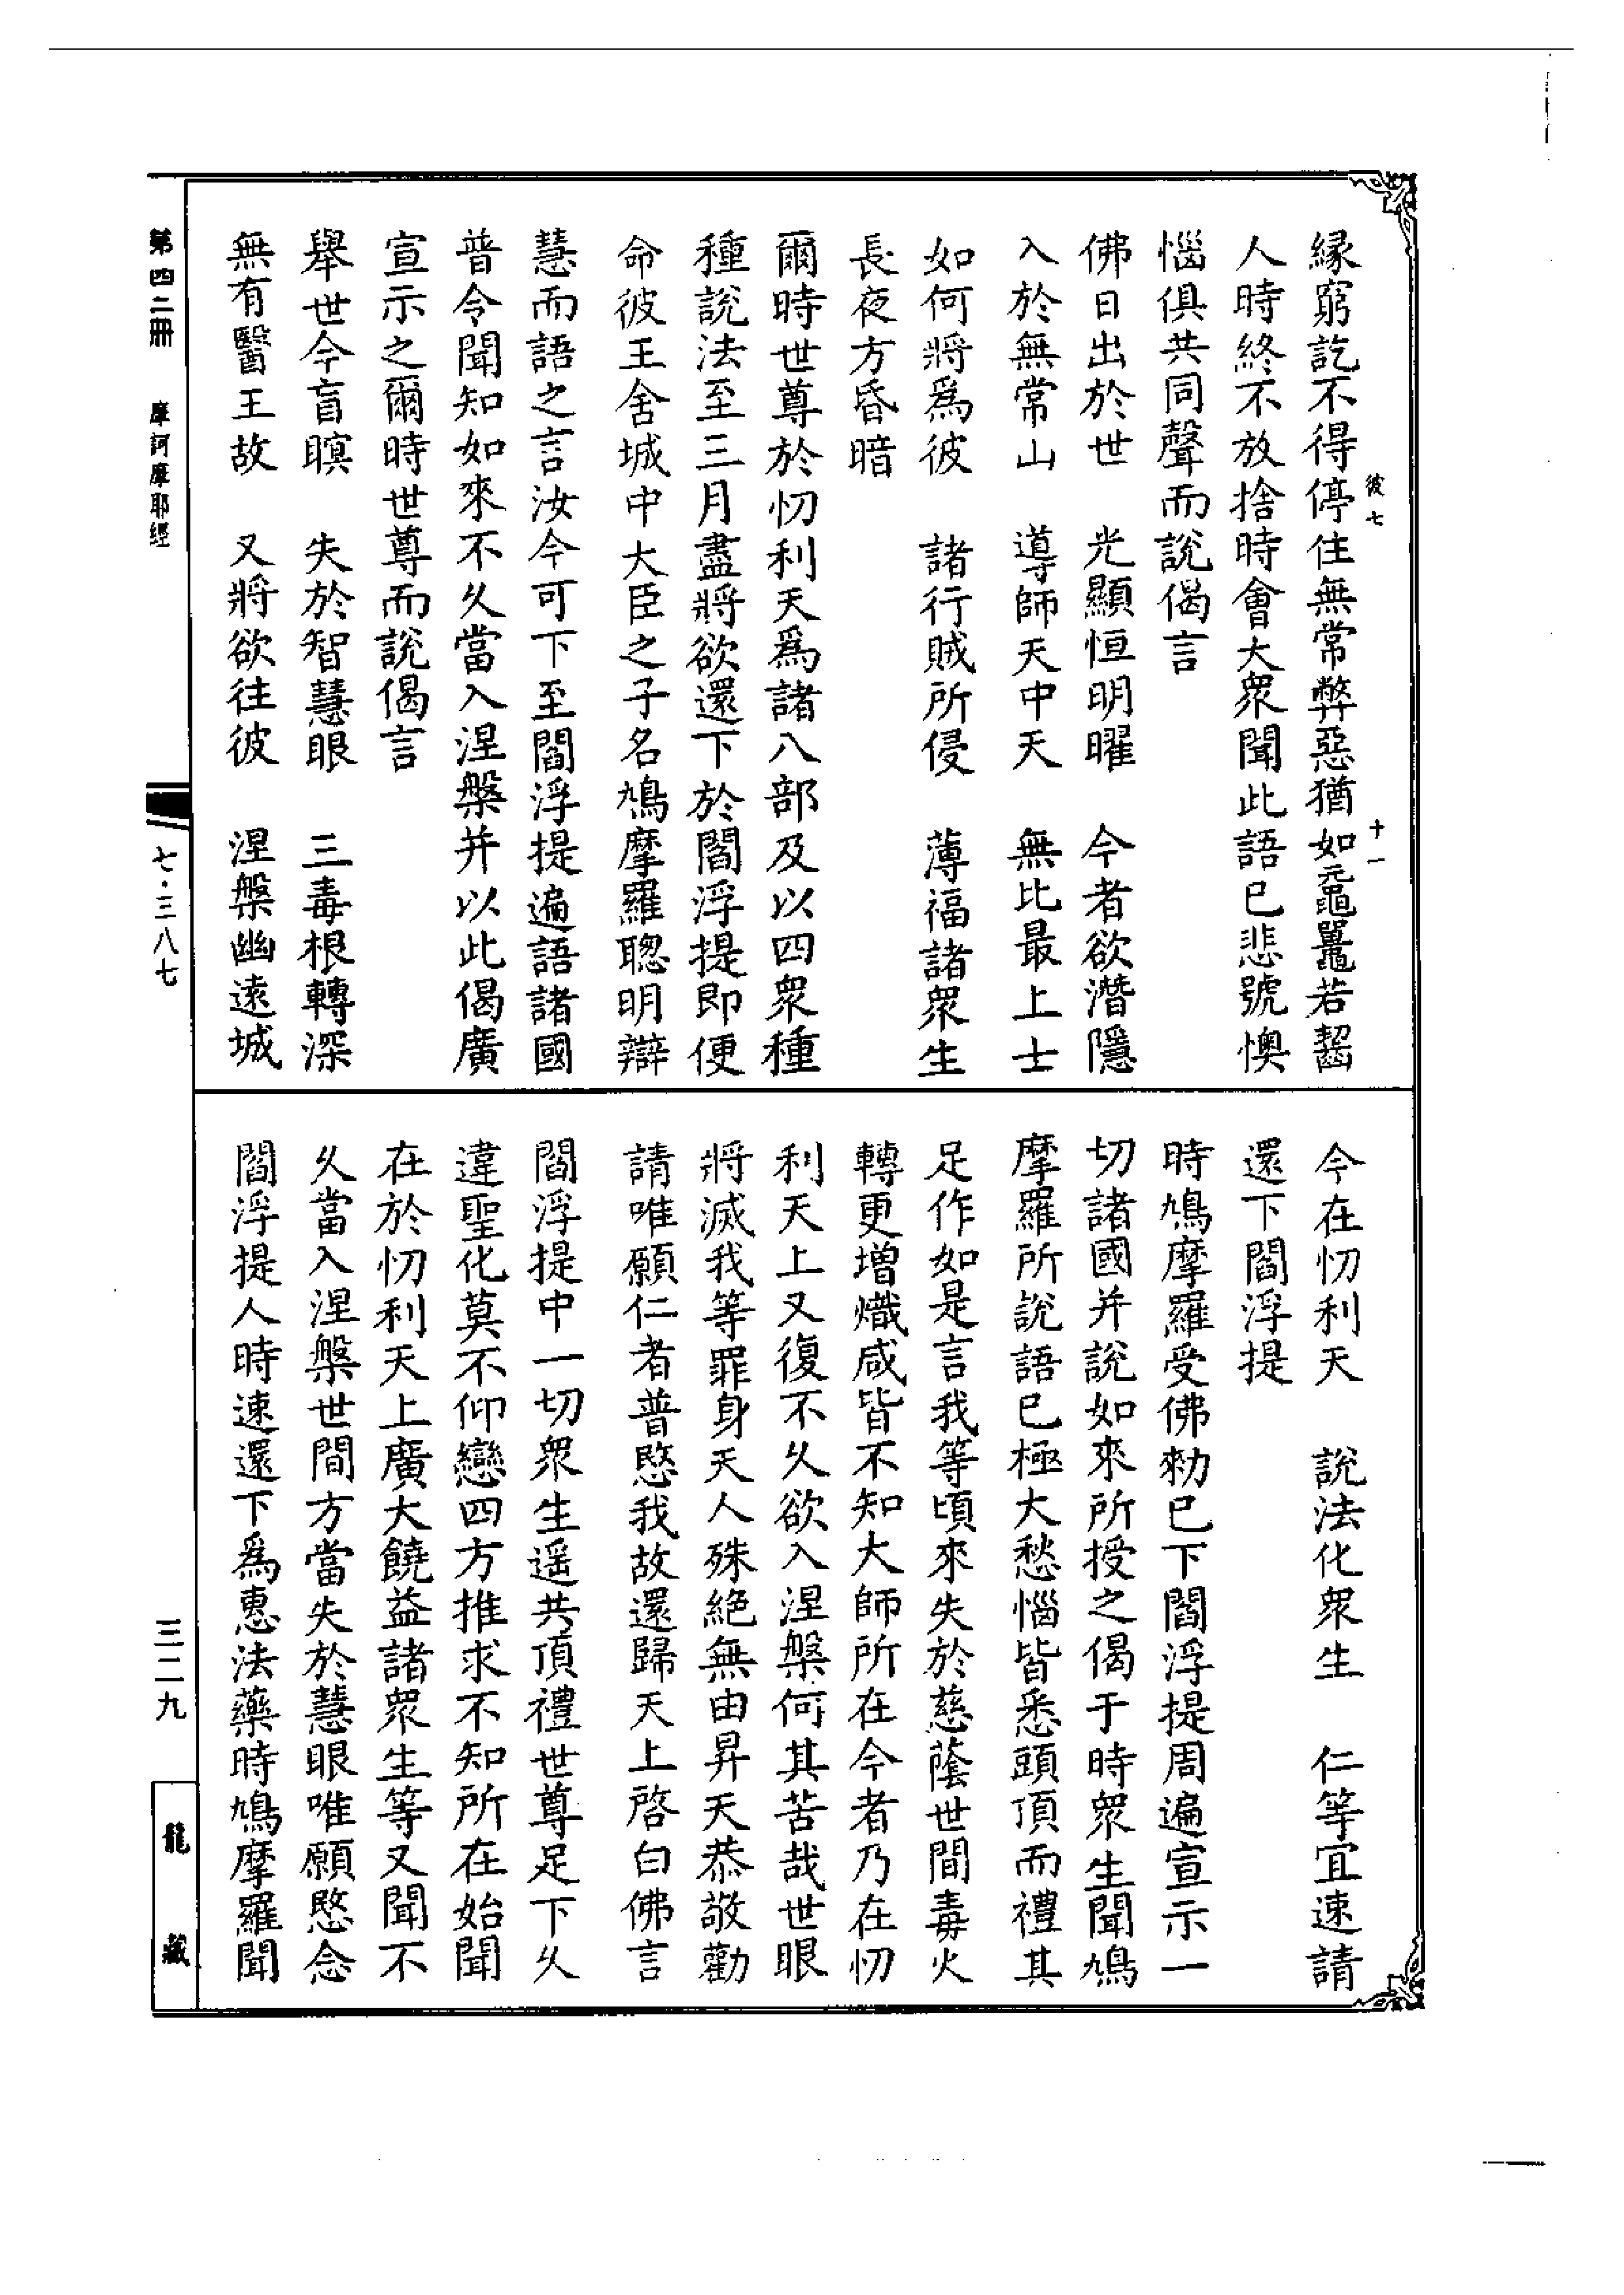 緣窮訖不得停住無常弊惡猶如黿鼉若齧
人時終不放捨時會大眾聞此語已悲號懊
惱俱共同聲而說偈言
佛日出於世　光顯恒明曜　今者欲潛隱
入於無常山　導師天中天　無比最上士
如何將為彼　諸行賊所侵　薄福諸眾生
長夜方昏暗
爾時世尊於忉利天為諸八部及以四眾種
種說法至三月盡將欲還下於閻浮提即便
命彼王舍城中大臣之子名鳩摩羅聰明辯
慧而語之言汝今可下至閻浮提遍語諸國
普令聞知如來不久當入涅槃并以此偈廣
宣示之爾時世尊而說偈言
舉世今盲瞑　失於智慧眼　三毒根轉深
無有醫王故　又將欲往彼　涅槃幽遠城
彼七　十一
今在忉利天　說法化眾生　仁等宜速請
還下閻浮提
時鳩摩羅受佛勑已下閻浮提周遍宣示一
切諸國并說如來所授之偈于時眾生聞鳩
摩羅所說語已極大愁惱皆悉頭頂而禮其
足作如是言我等頃來失於慈蔭世間毒火
轉更增熾咸皆不知大師所在今者乃在忉
利天上又復不久欲入涅槃何其苦哉世眼
將滅我等罪身天人殊絕無由昇天恭敬勸
請唯願仁者普愍我故還歸天上啓白佛言
閻浮提中一切眾生遥共頂禮世尊足下久
違聖化莫不仰戀四方推求不知所在始聞
在於忉利天上廣大饒益諸眾生等又聞不
久當入涅槃世間方當失於慧眼唯願愍念
閻浮提人時速還下為惠法藥時鳩摩羅聞
第四二冊　摩訶摩耶經
七·三八七
三二九
龍藏